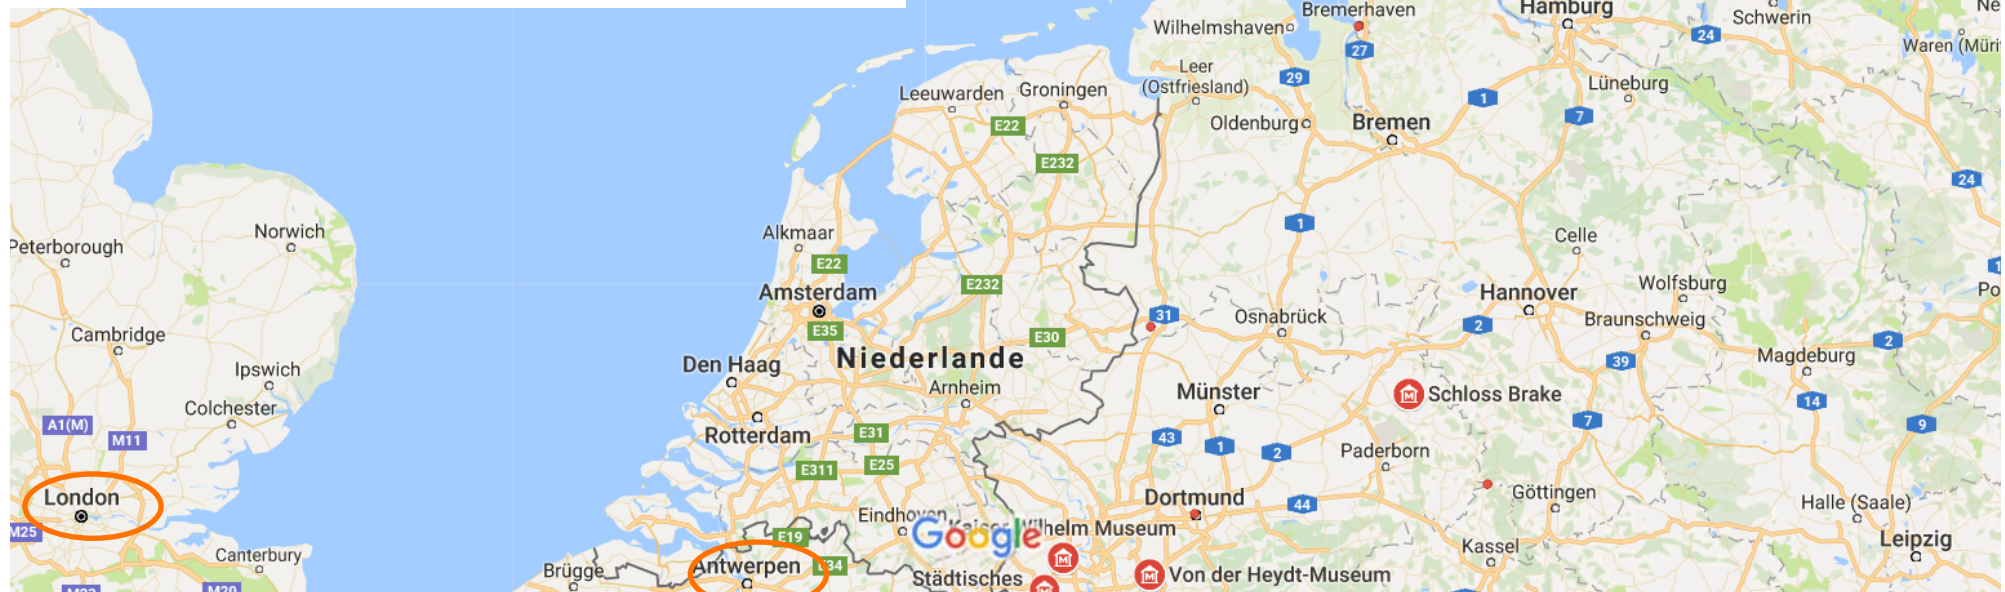 Bremerhaven
Hamburg
Wilhelmshaven
Schwerin
27
24
Waren (Müri
Leer
(Ostfriesland)
29
Leeuwarden
Groningen
Lüneburg
1
7
E22
Oldenburg
Bremen
E232
24
Norwich
Alkmaar
1
Celle
Peterborough
E22
E232
Wolfsburg
Amsterdam
Hannover
Po
31
Osnabrück
Braunschweig
2
Cambridge
E35
E30
2
Niederlande
Magdeburg
39
Den Haag
Ipswich
Arnheim
Münster
Schloss Brake
14
Colchester
7
9
A1(M)
M11
Rotterdam
E31
43
1
2
Paderborn
E311
E25
London
Dortmund
44
Göttingen
Halle (Saale)
M25
Eindhoven
Google
Kaiser Wilhelm Museum
E19
Leipzig
Kassel
Canterbury
Brügge
Antwerpen
E34
Städtisches
Von der Heydt-Museum
M20